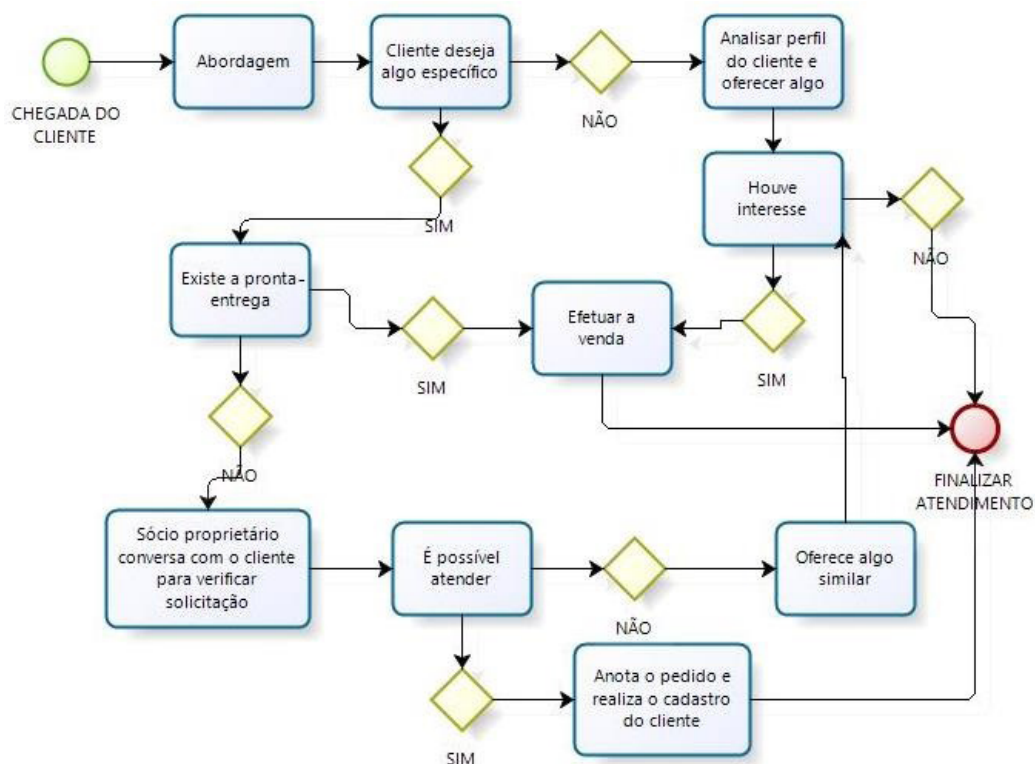 CHEGADA DO
CLIENTE
Abordagem
Cliente deseja
algo específico
NÃO
Analisar perfil
do cliente e
oferecer algo
SIM
Houve
interesse
NÃO
Existe a pronta-
entrega
SIM
Efetuar a
venda
SIM
NÃO
FINALIZAR
ATENDIMENTO
Sócio proprietário
conversa com o cliente
para verificar
solicitação
É possível
atender
NÃO
Oferece algo
similar
SIM
Anota o pedido e
realiza o cadastro
do cliente